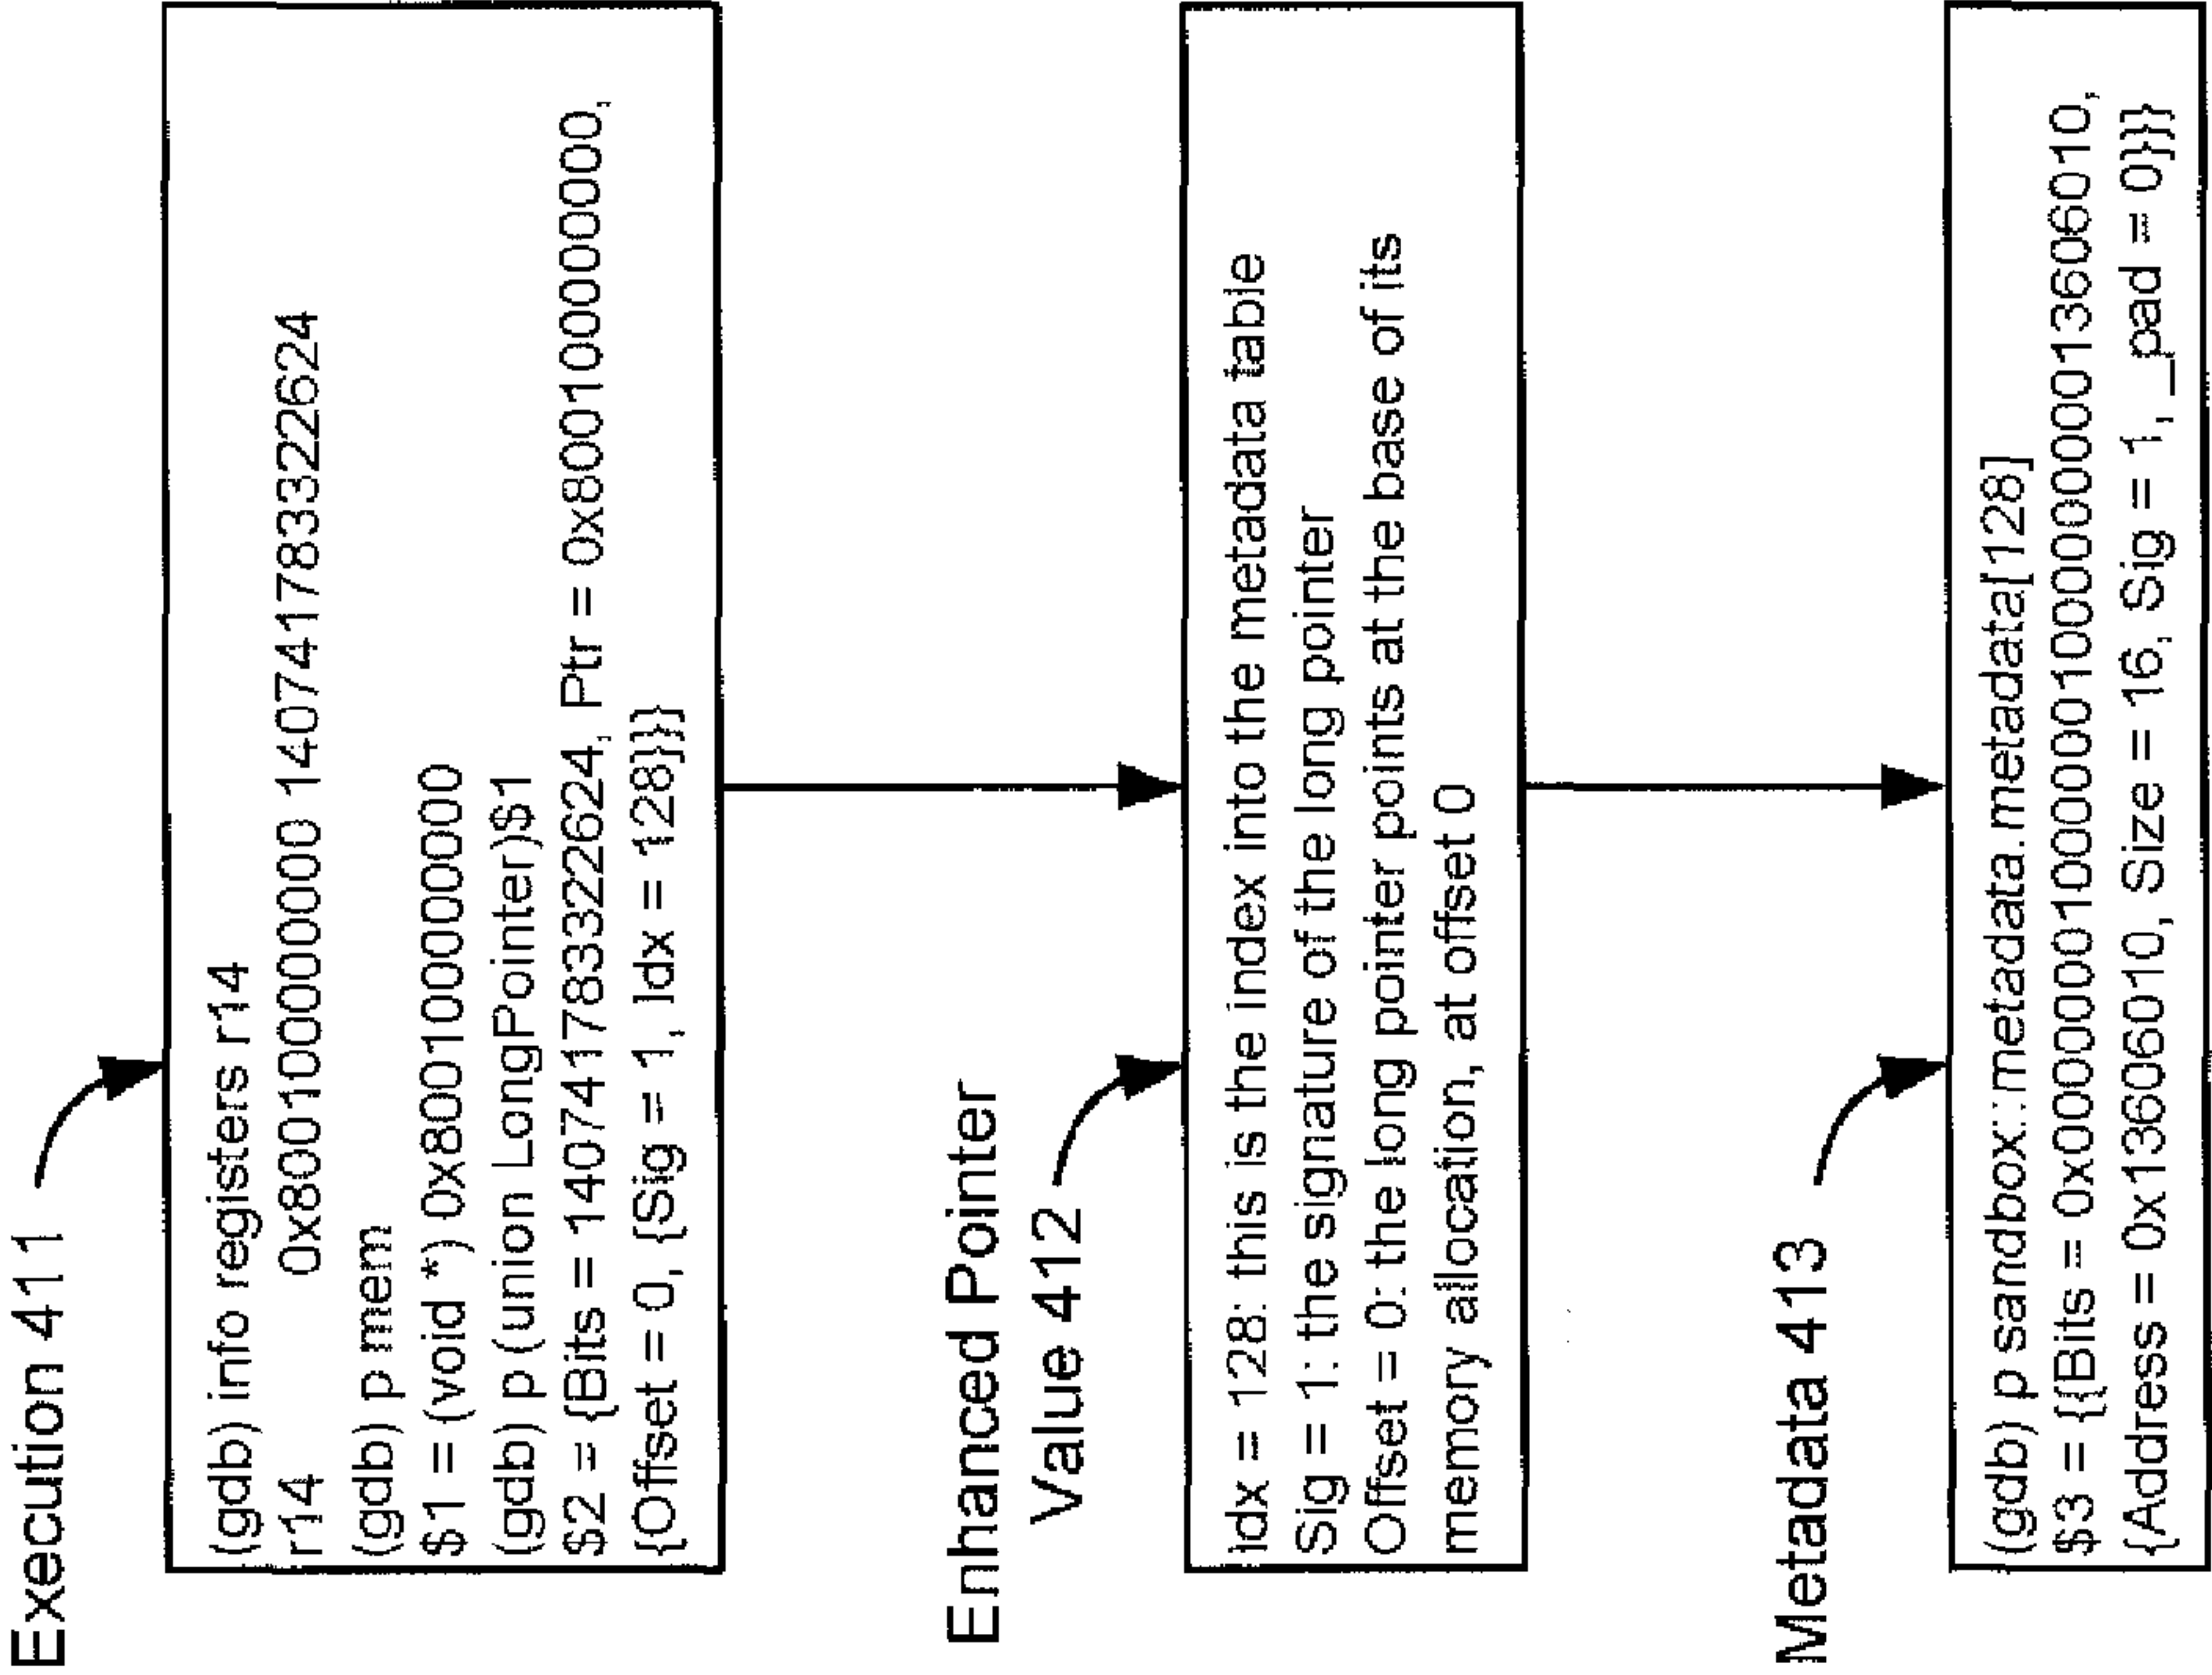 Execution 411
(gdb) info registers r14
r14 0x800100000000 140741783322624
(gdb) p mem
$1 = (void *) 0x800100000000
(gdb) p (union LongPointer)$1
$2 = {Bits = 140741783322624, Ptr = 0x800100000000,
{Offset = 0, {Sig = 1, Idx = 128}}}
Enhanced Pointer
Value 412
Idx = 128: this is the index into the metadata table
Sig = 1: the signature of the long pointer
Offset = 0: the long pointer points at the base of its
memory allocation, at offset 0
Metadata 413
(gdb) p sandbox::metadata.metadata[128]
$3 = {{Bits = 0x00000001000000100000000013606010,
{Address = 0x13606010, Size = 16, Sig = 1, _pad = 0}}}